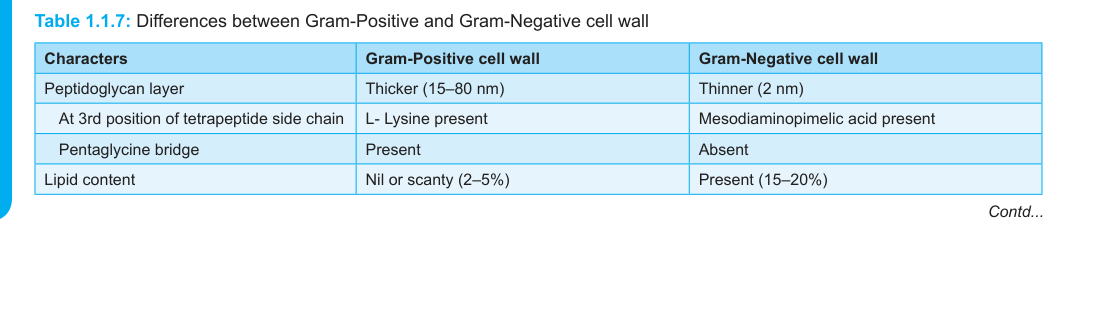 Table 1.1.7: Differences between Gram-Positive and Gram-Negative cell wall
Characters Gram-Positive cell wall Gram-Negative cell wall
Peptidoglycan layer Thicker (15–80 nm) Thinner (2 nm)
At 3rd position of tetrapeptide side chain L- Lysine present Mesodiaminopimelic acid present
Pentaglycine bridge Present Absent
Lipid content Nil or scanty (2–5%) Present (15–20%)
Contd...